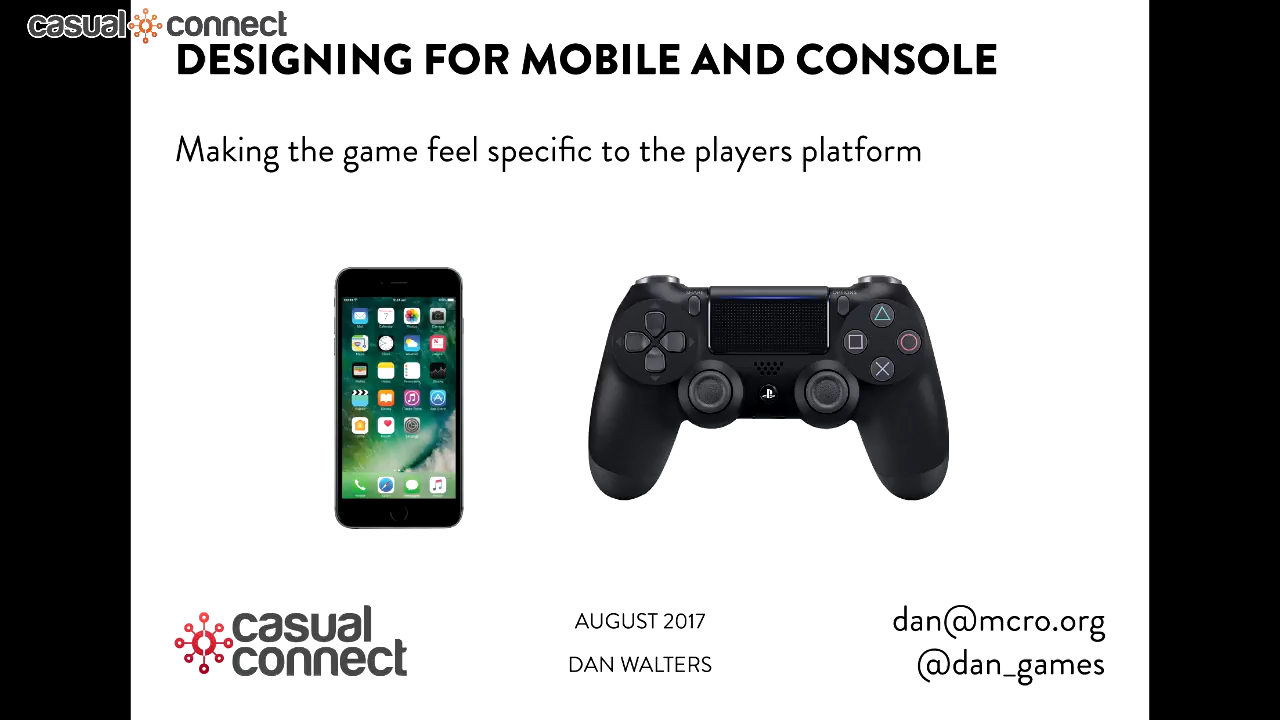 casual connect
DESIGNING FOR MOBILE AND CONSOLE
Making the game feel specific to the players platform
casual
connect
AUGUST 2017
DAN WALTERS
dan@mcro.org
@dan_games